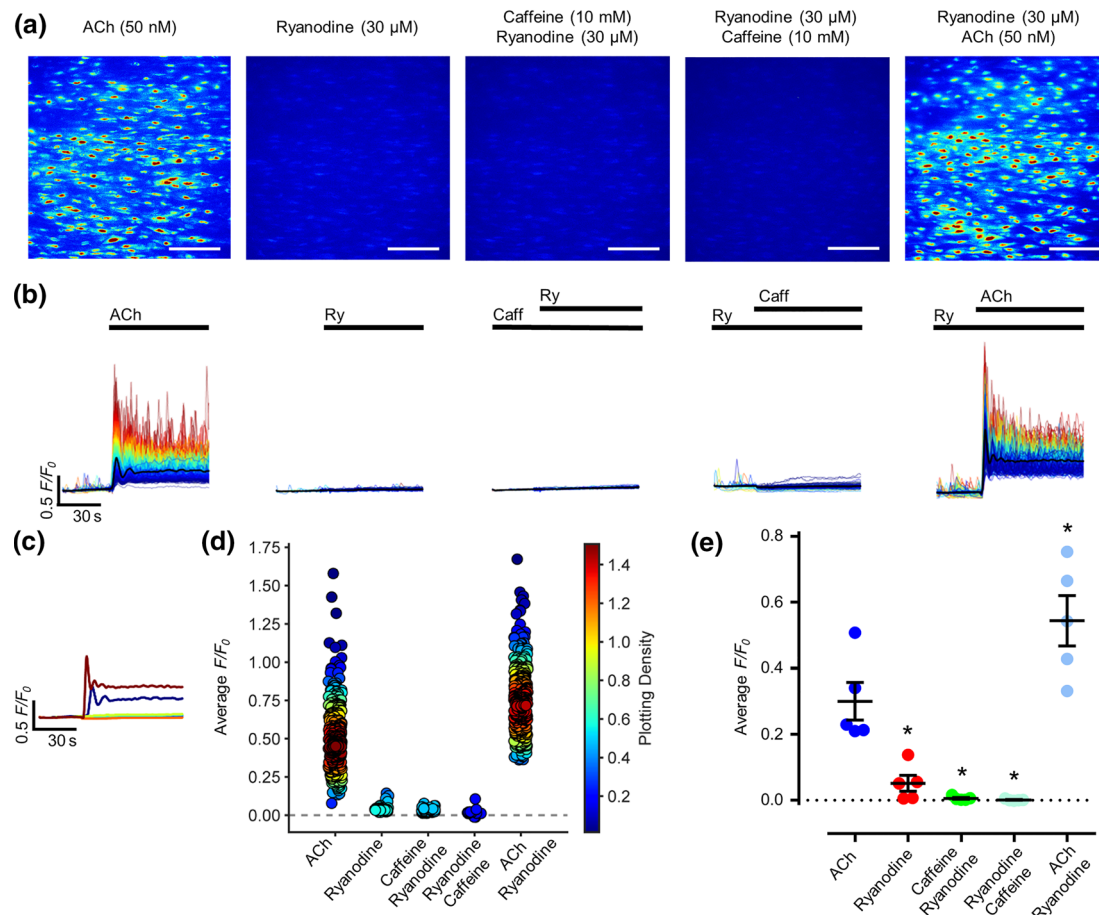 (a)
ACh (50 nM)
Ryanodine (30 µM)
Caffeine (10 mM)
Ryanodine (30 µM)
Ryanodine (30 µM)
Caffeine (10 mM)
Ryanodine (30 µM)
ACh (50 nM)
(b)
ACh
Ry
Ry
Caff
Caff
Ry
ACh
Ry
0.5 F/F0
30 s
(c)
0.5 F/F0
30 s
(d)
Average F/F0
1.75
1.50
1.25
1.00
0.75
0.50
0.25
0.00
ACh
Ryanodine
Caffeine
Ryanodine
Ryanodine
Caffeine
ACh
Ryanodine
1.4
1.2
1.0
0.8
0.6
0.4
0.2
Plotting Density
(e)
Average F/F0
0.8
0.6
0.4
0.2
0.0
*
*
*
*
ACh
Ryanodine
Caffeine
Ryanodine
Ryanodine
Caffeine
ACh
Ryanodine